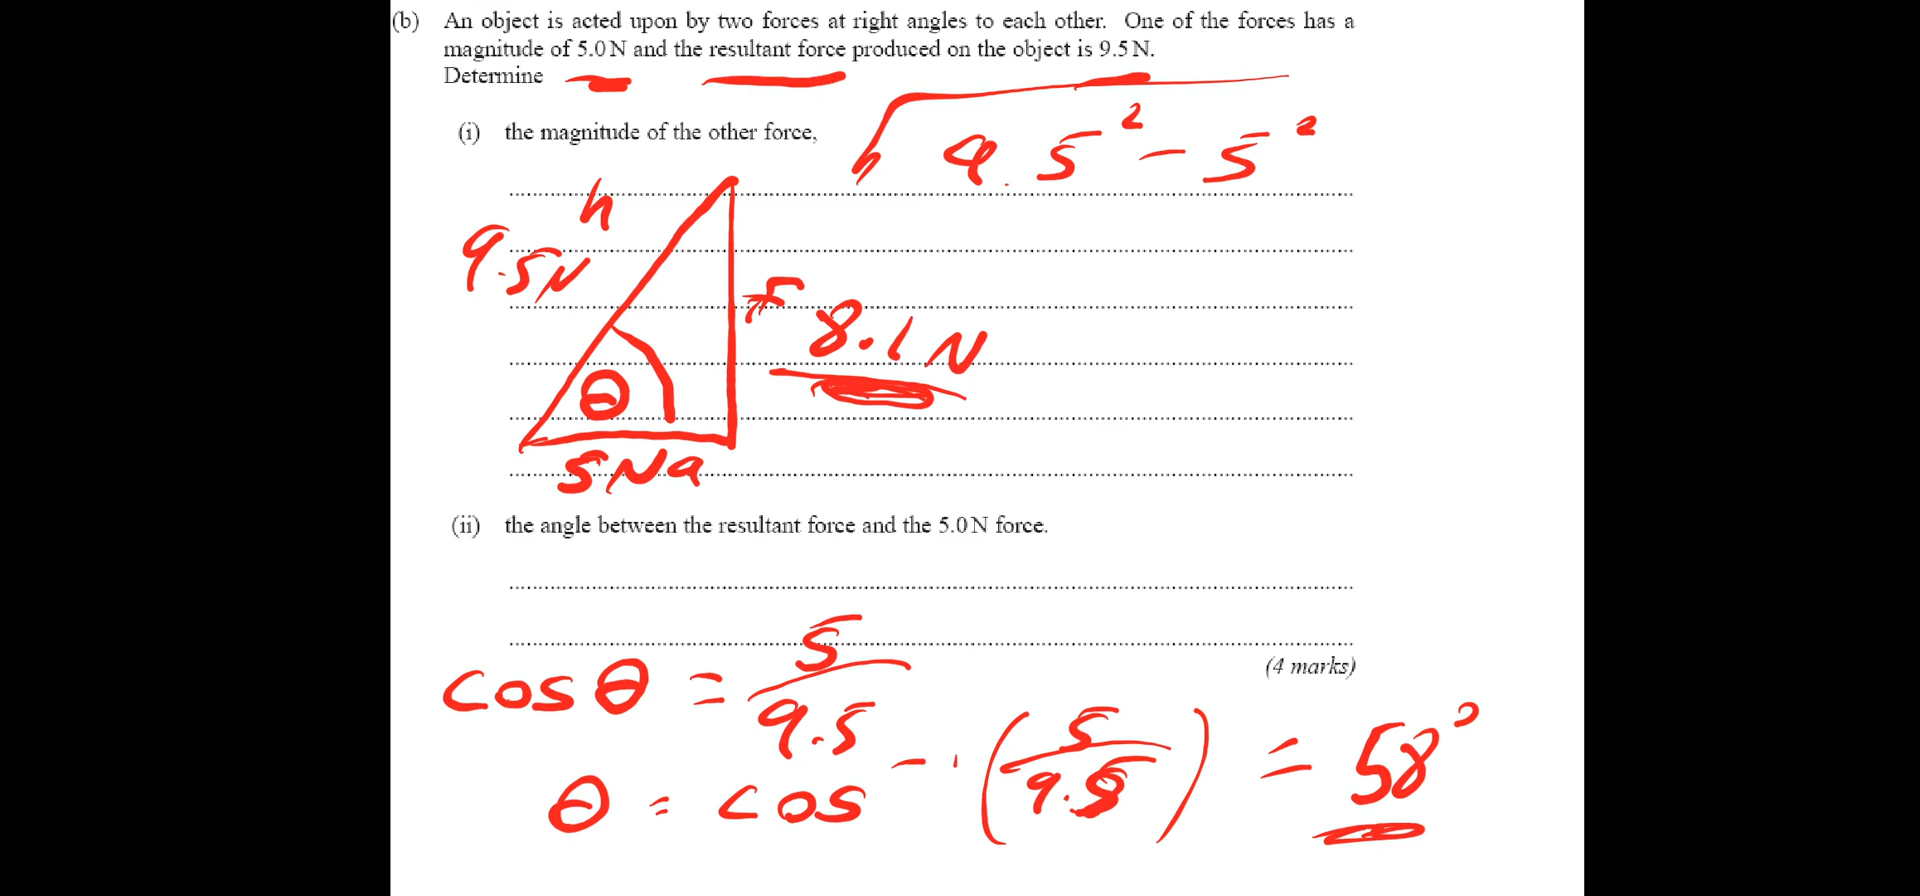 (b) An object is acted upon by two forces at right angles to each other. One of the forces has a
magnitude of 5.0 N and the resultant force produced on the object is 9.5 N.
Determine
(i) the magnitude of the other force,
√9.5² - 5²
h
9.5N
F 8.1N
θ
5N a
(ii) the angle between the resultant force and the 5.0 N force.
(4 marks)
cos θ = 5/9.5
θ = cos⁻¹(5/9.5) = 58°